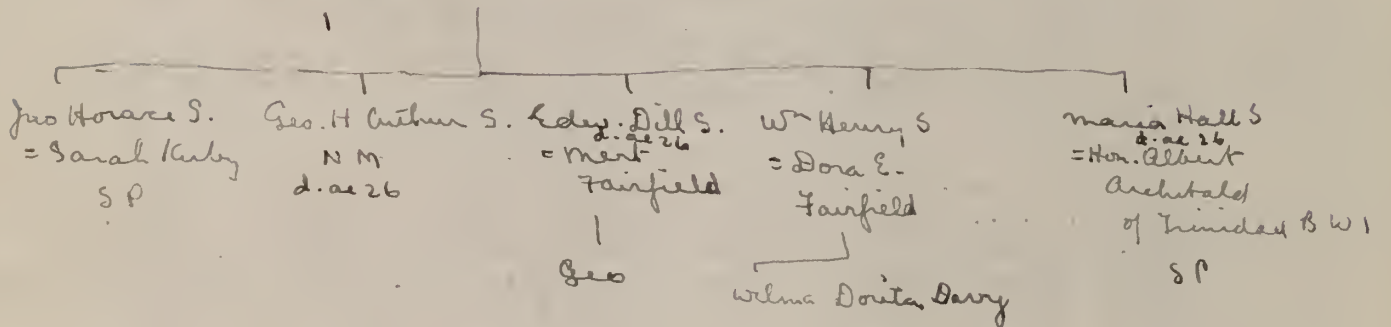 Jno Horace S.
= Sarah Kirby
S P
Geo. H Arthur S.
N M
d. ae 26
Edw. Dill S.
d. ae 26
= Mert
Fairfield
Geo
Wm Henry S
= Dora E.
Fairfield
Wilma Dorita Davy
Maria Hall S
d. ae 26
= Hon. Albert
Archibald
of Trinidad B W I
S P